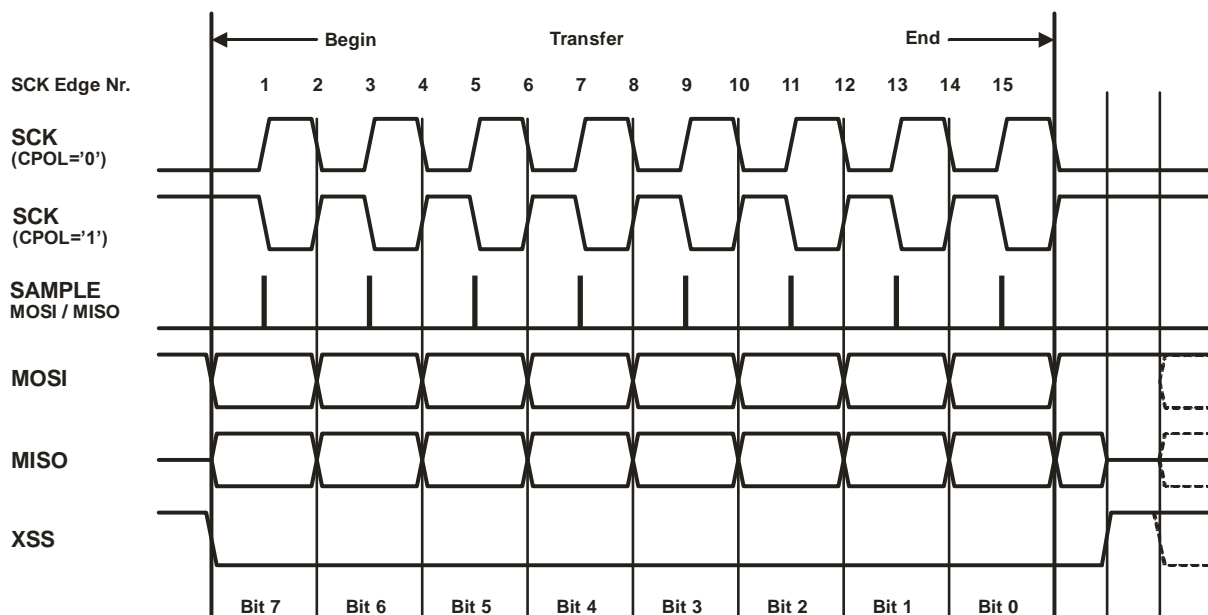 Begin Transfer End
SCK Edge Nr. 1 2 3 4 5 6 7 8 9 10 11 12 13 14 15
SCK
(CPOL='0')
SCK
(CPOL='1')
SAMPLE
MOSI / MISO
MOSI
MISO
XSS
Bit 7 Bit 6 Bit 5 Bit 4 Bit 3 Bit 2 Bit 1 Bit 0